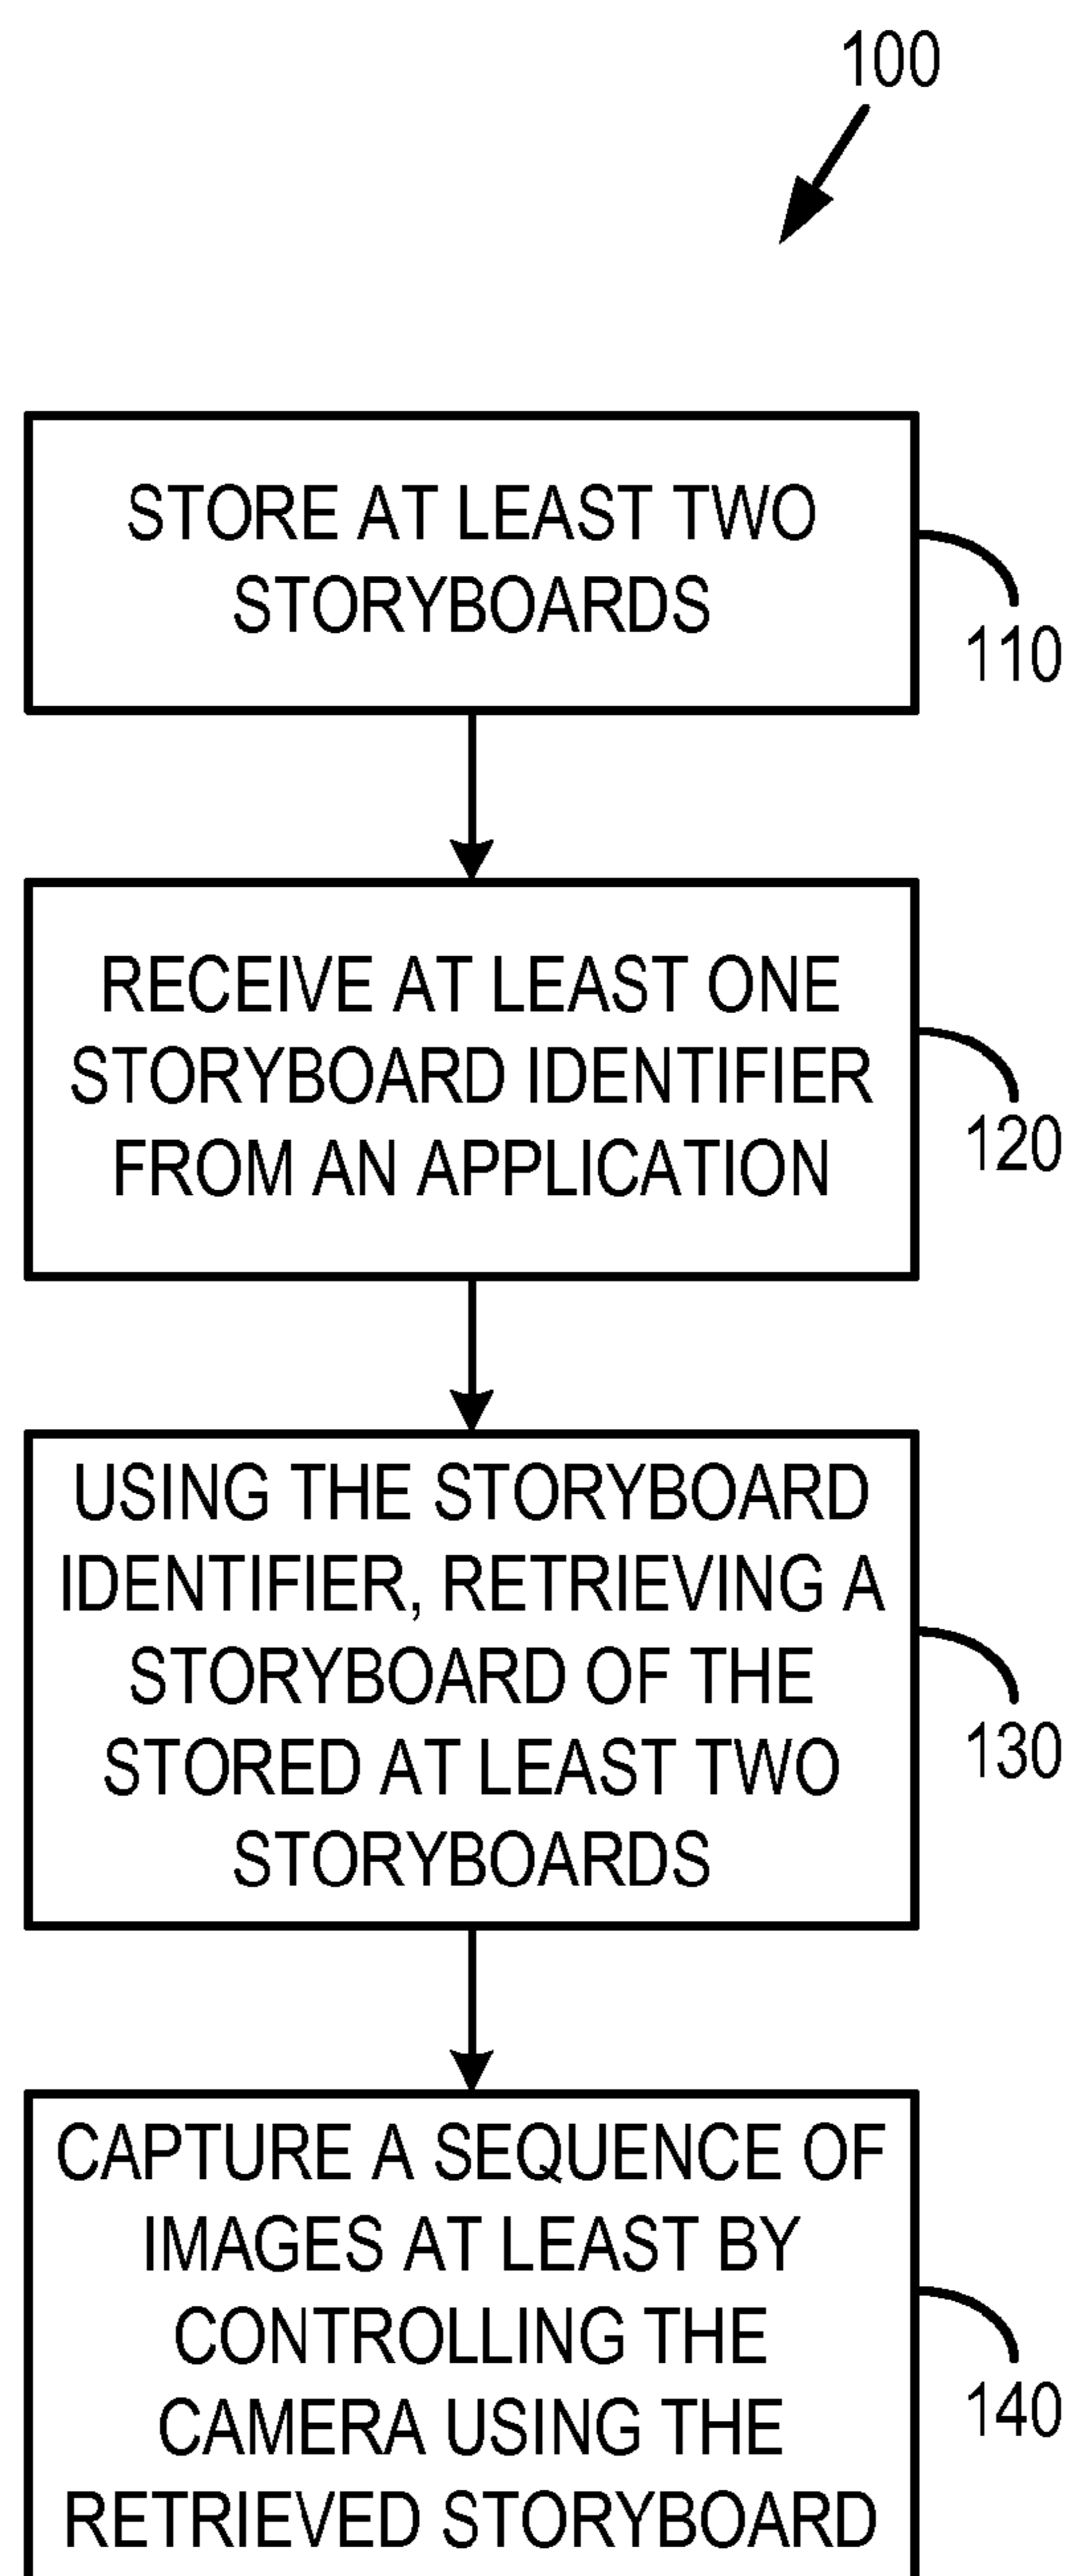 100
STORE AT LEAST TWO
STORYBOARDS
110
RECEIVE AT LEAST ONE
STORYBOARD IDENTIFIER
FROM AN APPLICATION
120
USING THE STORYBOARD
IDENTIFIER, RETRIEVING A
STORYBOARD OF THE
STORED AT LEAST TWO
STORYBOARDS
130
CAPTURE A SEQUENCE OF
IMAGES AT LEAST BY
CONTROLLING THE
CAMERA USING THE
RETRIEVED STORYBOARD
140